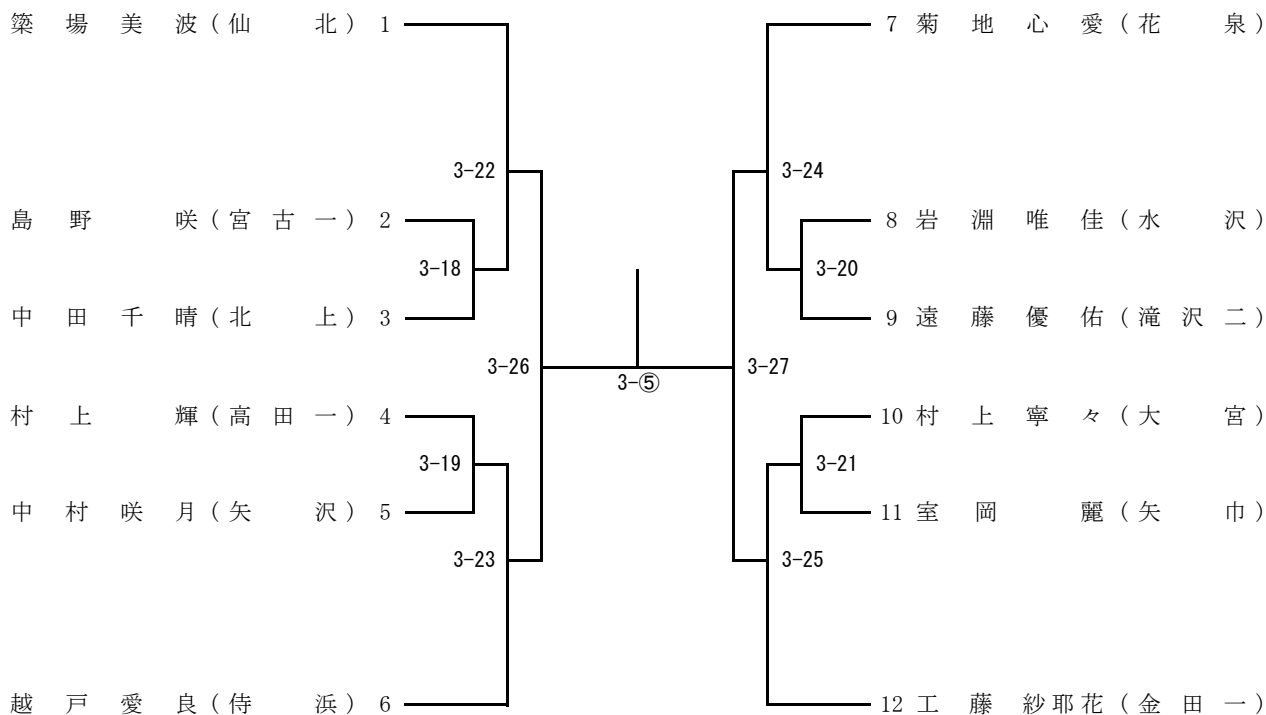 築場美波(仙北) 1
3-22
島野咲(宮古一) 2
3-18
中田千晴(北上) 3
3-26
村上輝(高田一) 4
3-19
中村咲月(矢沢) 5
3-23
越戸愛良(侍浜) 6
3-⑤
7 菊地心愛(花泉)
3-24
8 岩淵唯佳(水沢)
3-20
9 遠藤優佑(滝沢二)
3-27
10 村上寧々(大宮)
3-21
11 室岡麗(矢巾)
3-25
12 工藤紗耶花(金田一)